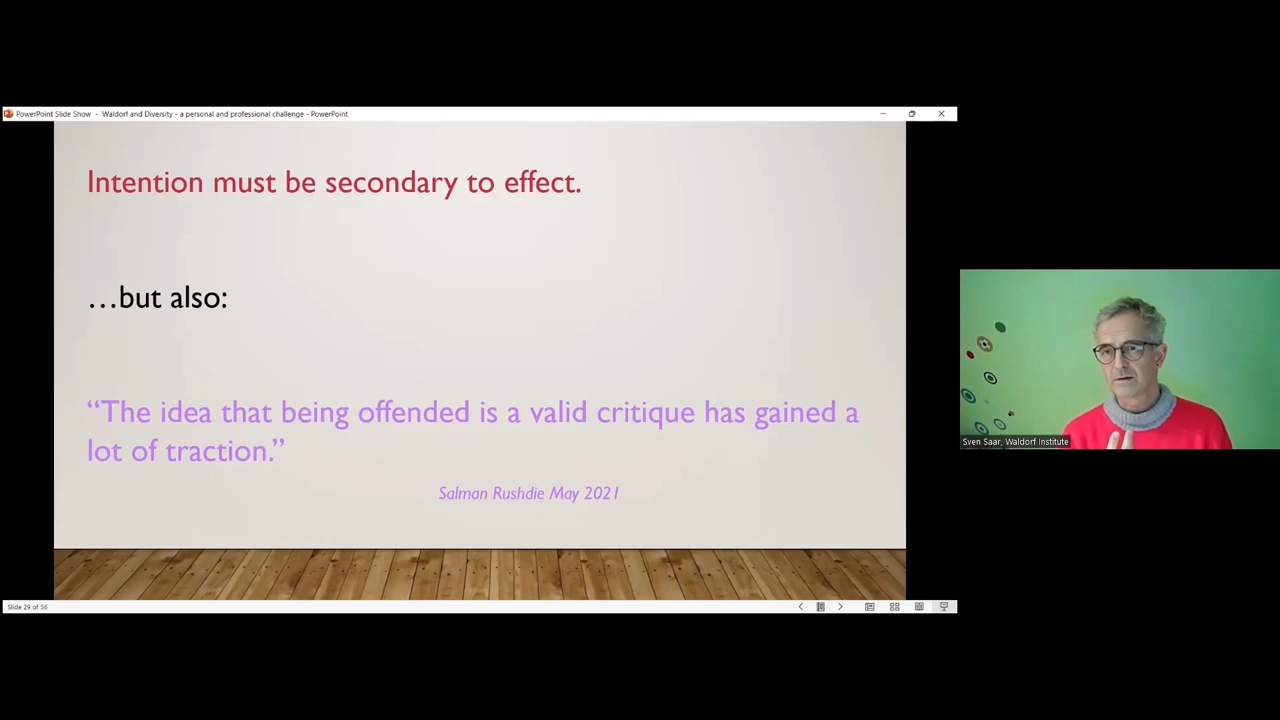 PowerPoint Slide Show - Waldorf and Diversity - a personal and professional challenge - PowerPoint
Intention must be secondary to effect.
…but also:
“The idea that being offended is a valid critique has gained a
lot of traction.”
Salman Rushdie May 2021
Sven Saar, Waldorf Institute
Slide 29 of 56